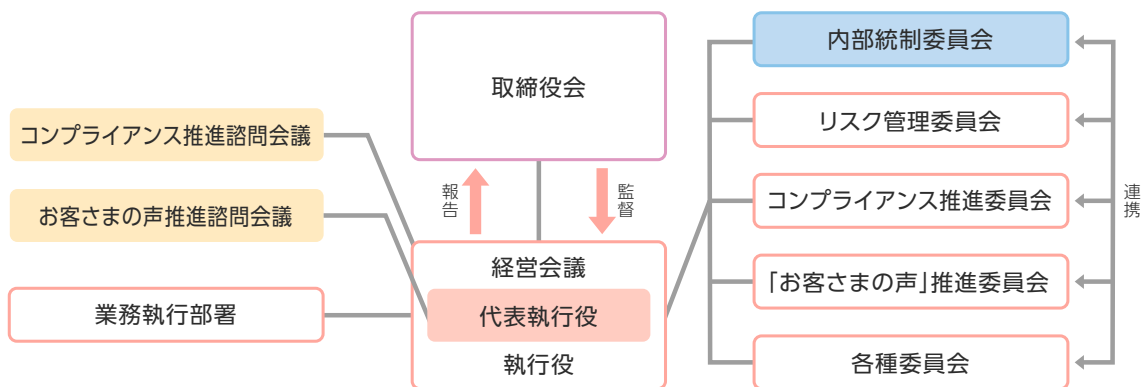 コンプライアンス推進諮問会議
お客さまの声推進諮問会議
業務執行部署
取締役会
報告
監督
経営会議
代表執行役
執行役
内部統制委員会
リスク管理委員会
コンプライアンス推進委員会
「お客さまの声」推進委員会
各種委員会
連携